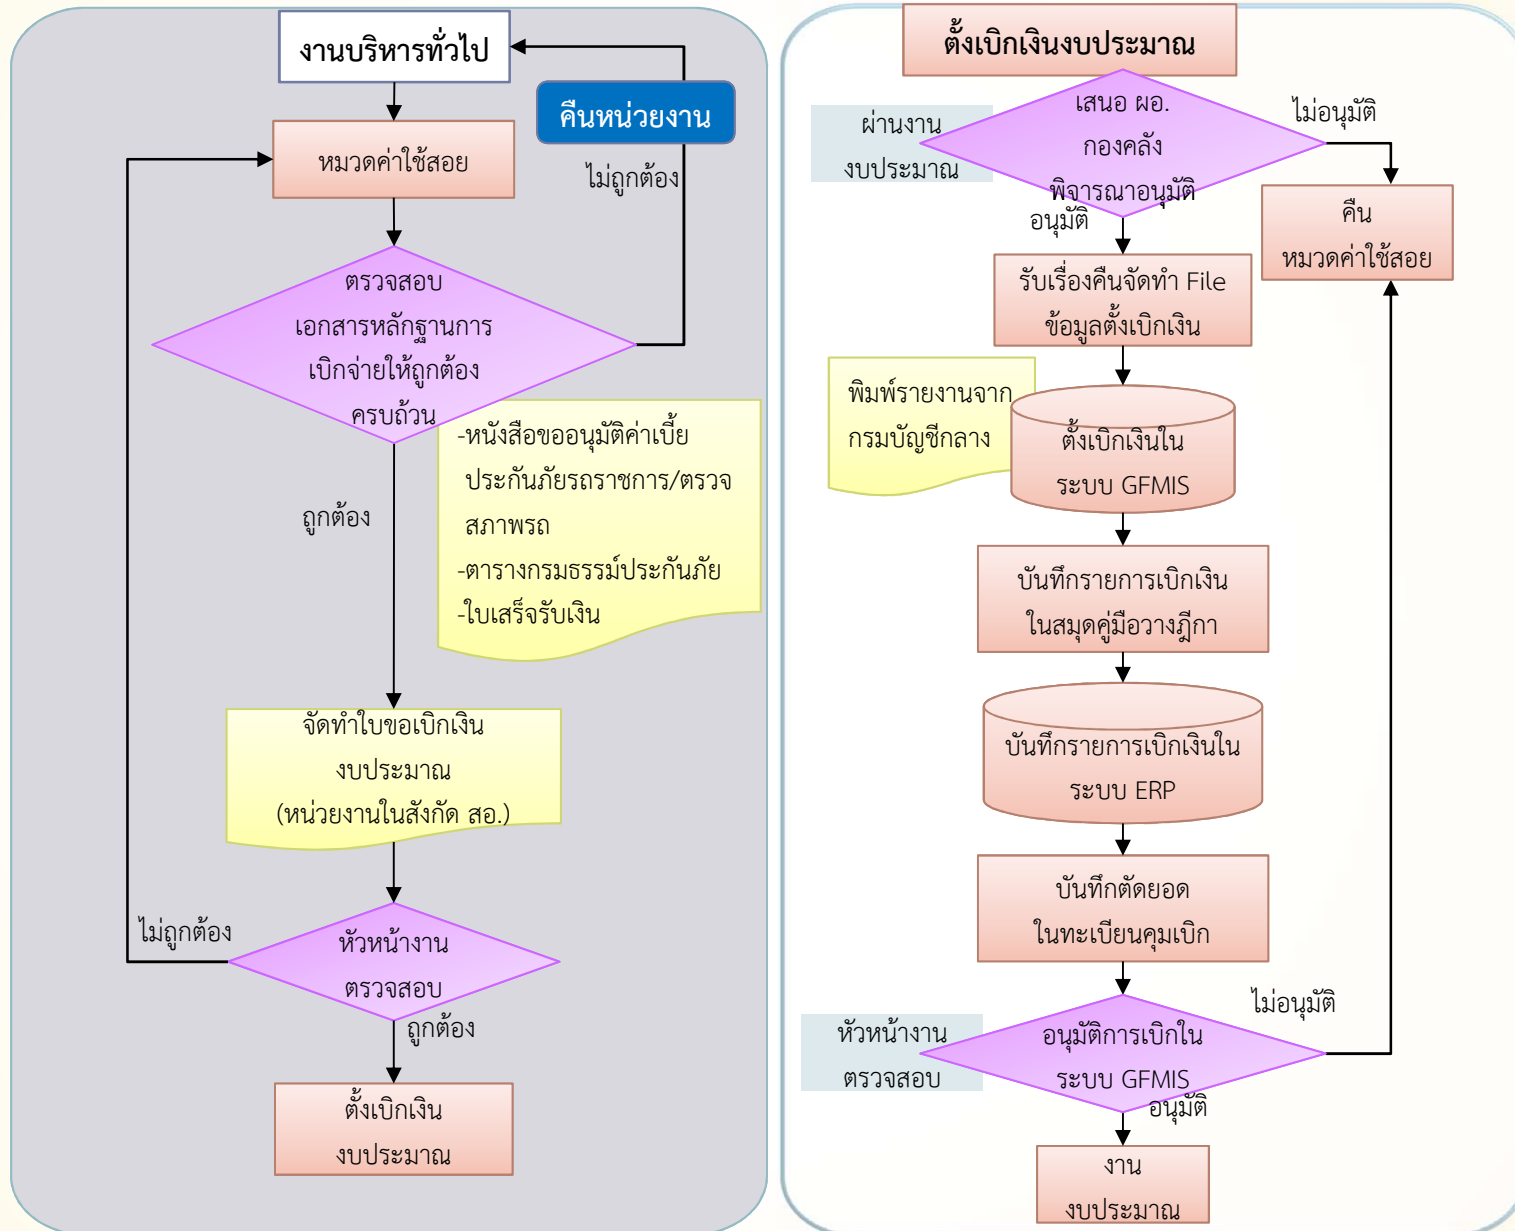 งานบริหารทั่วไป
คืนหน่วยงาน
หมวดค่าใช้สอย
ไม่ถูกต้อง
ตรวจสอบ
เอกสารหลักฐานการ
เบิกจ่ายให้ถูกต้อง
ครบถ้วน
-หนังสือขออนุมัติค่าเบี้ย
ประกันภัยรถราชการ/ตรวจ
สภาพรถ
-ตารางกรมธรรม์ประกันภัย
-ใบเสร็จรับเงิน
ถูกต้อง
จัดทำใบขอเบิกเงิน
งบประมาณ
(หน่วยงานในสังกัด สอ.)
ไม่ถูกต้อง
หัวหน้างาน
ตรวจสอบ
ถูกต้อง
ตั้งเบิกเงิน
งบประมาณ
ตั้งเบิกเงินงบประมาณ
ผ่านงาน
งบประมาณ
เสนอ ผอ.
กองคลัง
พิจารณาอนุมัติ
ไม่อนุมัติ
อนุมัติ
คืน
หมวดค่าใช้สอย
รับเรื่องคืนจัดทำ File
ข้อมูลตั้งเบิกเงิน
พิมพ์รายงานจาก
กรมบัญชีกลาง
ตั้งเบิกเงินใน
ระบบ GFMIS
บันทึกรายการเบิกเงิน
ในสมุดคู่มือวางฎีกา
บันทึกรายการเบิกเงินใน
ระบบ ERP
บันทึกตัดยอด
ในทะเบียนคุมเบิก
ไม่อนุมัติ
หัวหน้างาน
ตรวจสอบ
อนุมัติการเบิกใน
ระบบ GFMIS
อนุมัติ
งาน
งบประมาณ